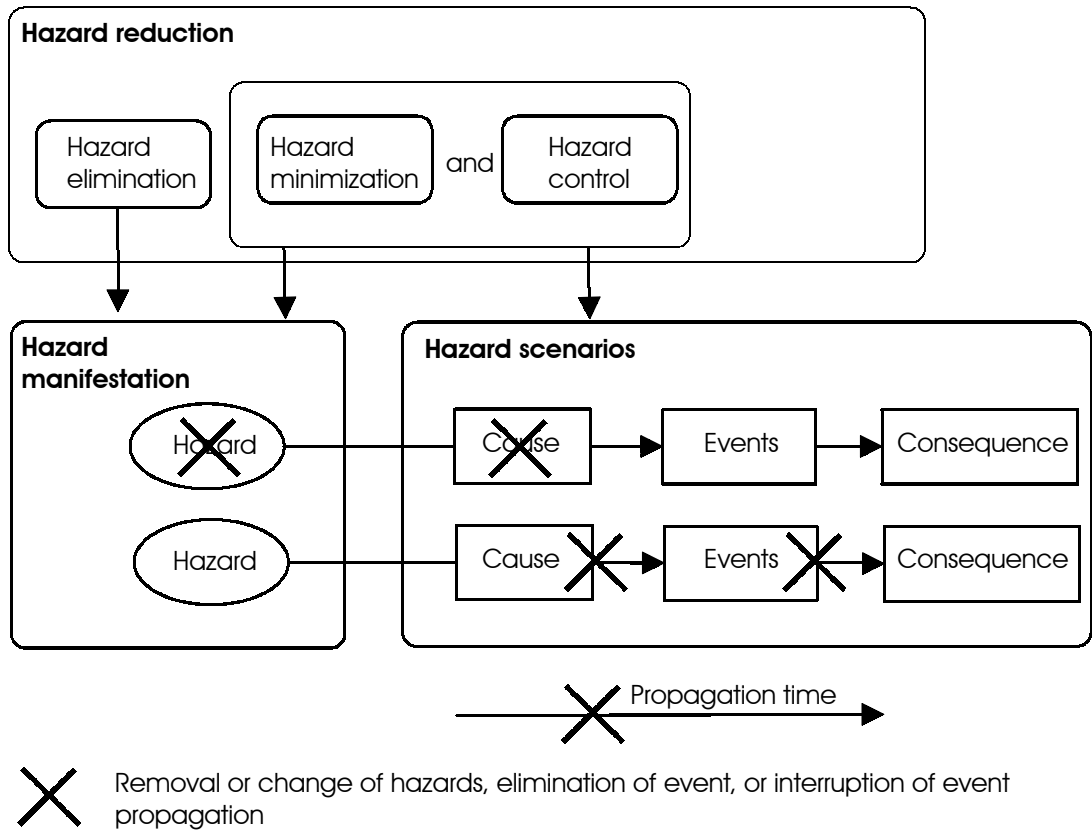 Hazard reduction
Hazard
elimination
Hazard
minimization
and
Hazard
control
Hazard
manifestation
Hazard scenarios
Hazard
Cause
Events
Consequence
Hazard
Cause
Events
Consequence
Propagation time
Removal or change of hazards, elimination of event, or interruption of event
propagation